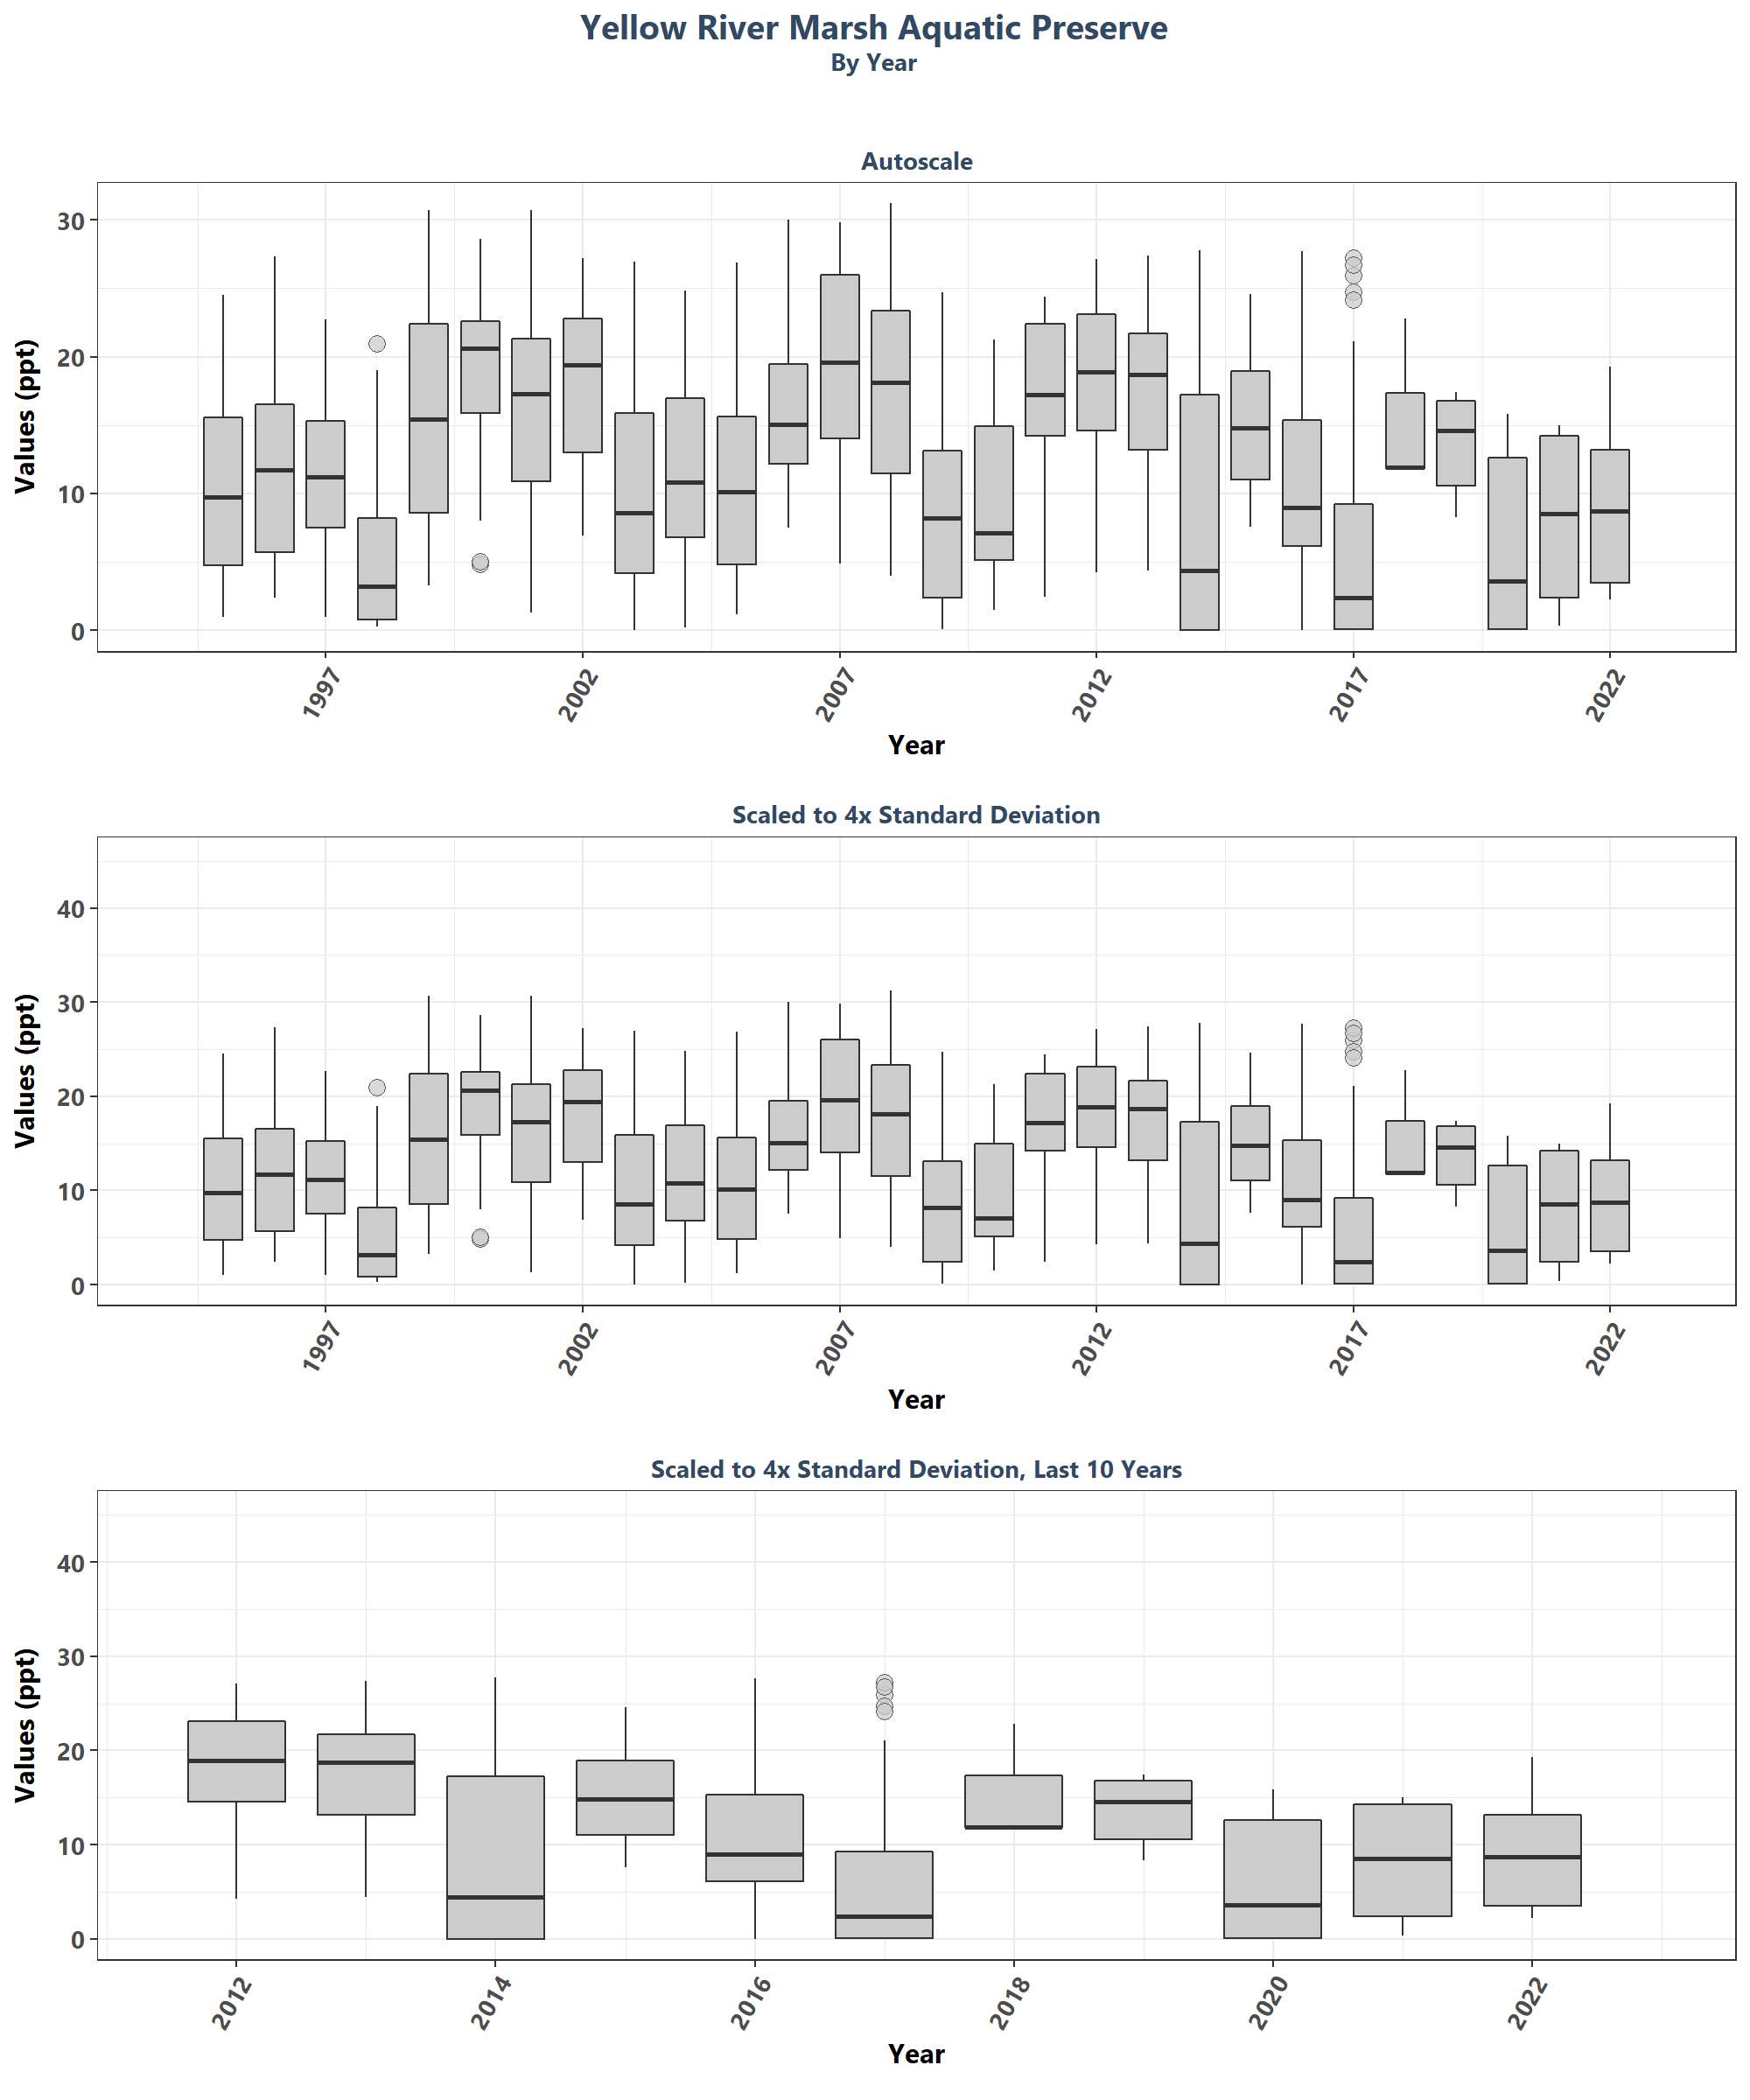 Yellow River Marsh Aquatic Preserve
By Year
Autoscale
Values (ppt)
30
20
10
0
1997 2002 2007 2012 2017 2022
Year
Scaled to 4x Standard Deviation
Values (ppt)
40
30
20
10
0
1997 2002 2007 2012 2017 2022
Year
Scaled to 4x Standard Deviation, Last 10 Years
Values (ppt)
40
30
20
10
0
2012 2014 2016 2018 2020 2022
Year